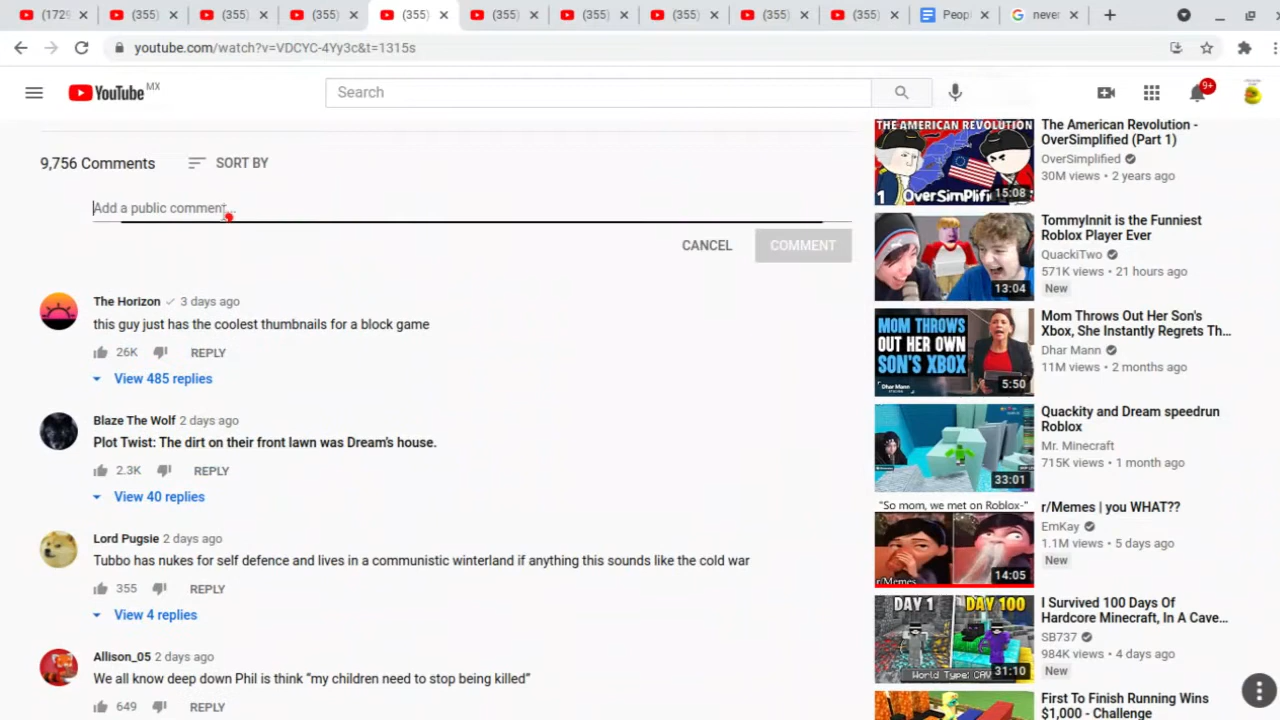 (1729
(355)
(355)
(355)
(355)
(355)
(355)
(355)
(355)
(355)
Peop
never
youtube.com/watch?v=VDCYC-4Yy3c&t=1315s
YouTube MX
Search
9+
9,756 Comments
SORT BY
Add a public comment...
CANCEL
COMMENT
The Horizon 3 days ago
this guy just has the coolest thumbnails for a block game
26K
REPLY
View 485 replies
Blaze The Wolf 2 days ago
Plot Twist: The dirt on their front lawn was Dream's house.
2.3K
REPLY
View 40 replies
Lord Pugsie 2 days ago
Tubbo has nukes for self defence and lives in a communistic winterland if anything this sounds like the cold war
355
REPLY
View 4 replies
Allison_05 2 days ago
We all know deep down Phil is thinking "children need to stop being killed"
649
REPLY
THE AMERICAN REVOLUTION
1
OverSimplifi
15:08
The American Revolution -
OverSimplified (Part 1)
OverSimplified
30M views • 2 years ago
13:04
TommyInnit is the Funniest
Roblox Player Ever
QuackiTwo
571K views • 21 hours ago
New
MOM THROWS
OUT HER OWN
SON'S XBOX
Dhar Mann
5:50
Mom Throws Out Her Son's
Xbox, She Instantly Regrets Th...
Dhar Mann
11M views • 2 months ago
33:01
Quackity and Dream speedrun
Roblox
Mr. Minecraft
715K views • 1 month ago
"So mom, we met on Roblox-"
r/Memes
14:05
r/Memes | you WHAT??
EmKay
1.1M views • 5 days ago
New
DAY 1
DAY 100
World Type: CAV
31:10
I Survived 100 Days Of
Hardcore Minecraft, In A Cave...
SB737
984K views • 4 days ago
New
First To Finish Running Wins
$1,000 - Challenge